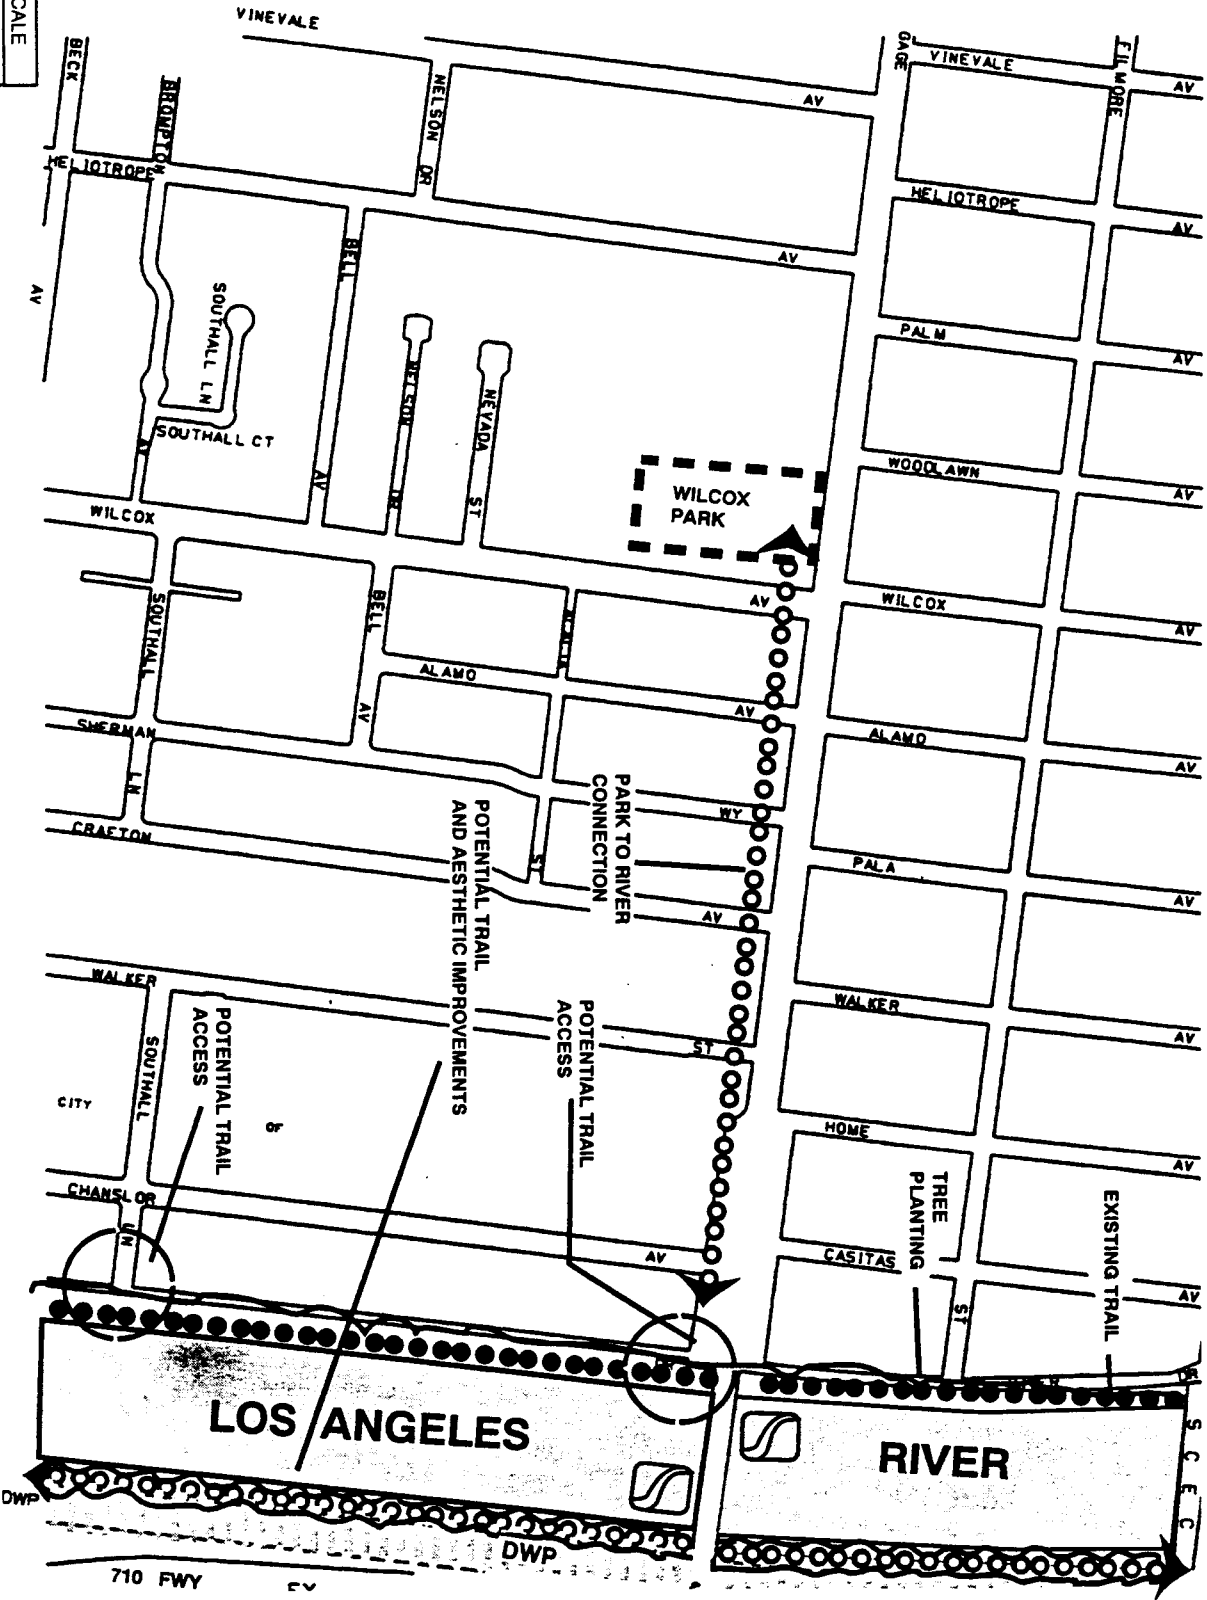 CALE
VINEVALE
BECK
BROMPTON
NELSON DR
AV
GAGE
VINEVALE
FILMORE
AV
HELIOTROPE
AV
HELIOTROPE
AV
AV
BELL
AV
SOUTHALL LN
SOUTHALL CT
NELSON
DR
NEVADA
ST
PALM
AV
WOODLAWN
AV
WILCOX
PARK
AV
WILCOX
AV
WILCOX
AV
SOUTHALL
LN
BELL
AV
ALAMO
AV
ALAMO
AV
SHERMAN
WY
CRAFTON
ST
AV
PALA
AV
PARK TO RIVER
CONNECTION
POTENTIAL TRAIL
AND AESTHETIC IMPROVEMENTS
WALKER
ST
WALKER
AV
POTENTIAL TRAIL
ACCESS
POTENTIAL TRAIL
ACCESS
SOUTHALL
LN
CITY
OF
HOME
AV
CHANSLOR
AV
CASITAS
AV
TREE
PLANTING
EXISTING TRAIL
ST
DR
LOS ANGELES
RIVER
S C E C
DWP
DWP
710 FWY